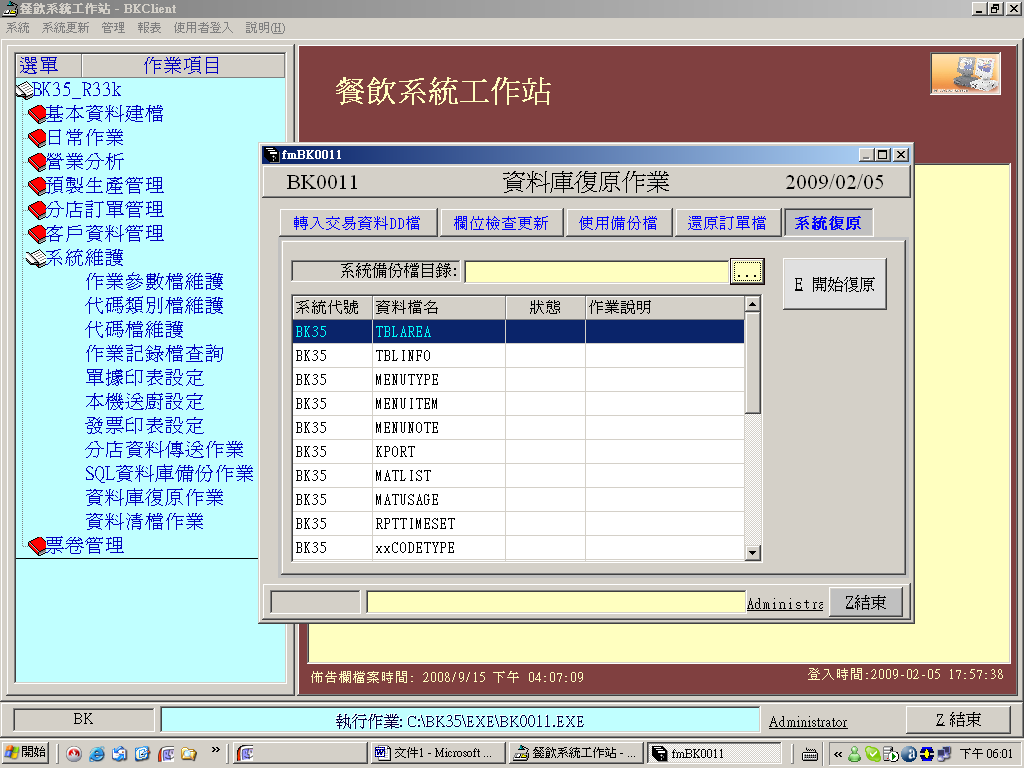 餐飲系統工作站 - BKClient
系統 系統更新 管理 報表 使用者登入 說明(H)
選單 作業項目
BK35_R33k
基本資料建檔
日常作業
營業分析
預製生產管理
分店訂單管理
客戶資料管理
系統維護
作業參數檔維護
代碼類別檔維護
代碼檔維護
作業記錄檔查詢
單據印表設定
本機送廚設定
發票印表設定
分店資料傳送作業
SQL資料庫備份作業
資料庫復原作業
資料清檔作業
票卷管理
餐飲系統工作站
fmBK0011
BK0011 資料庫復原作業 2009/02/05
轉入交易資料DD檔 欄位檢查更新 使用備份檔 還原訂單檔 系統復原
系統備份檔目錄: ...
E 開始復原
系統代號 資料檔名 狀態 作業說明
BK35 TBLAREA
BK35 TBLINFO
BK35 MENUTYPE
BK35 MENUITEM
BK35 MENUNOTE
BK35 KPORT
BK35 MATLIST
BK35 MATUSAGE
BK35 RPTTIMESET
BK35 xxCODETYPE
Administra Z結束
佈告欄檔案時間: 2008/9/15 下午 04:07:09
登入時間:2009-02-05 17:57:38
BK 執行作業: C:\BK35\EXE\BK0011.EXE Administrator Z 結束
開始 » 文件1 - Microsoft ... 餐飲系統工作站 - ... fmBK0011 « 下午 06:01